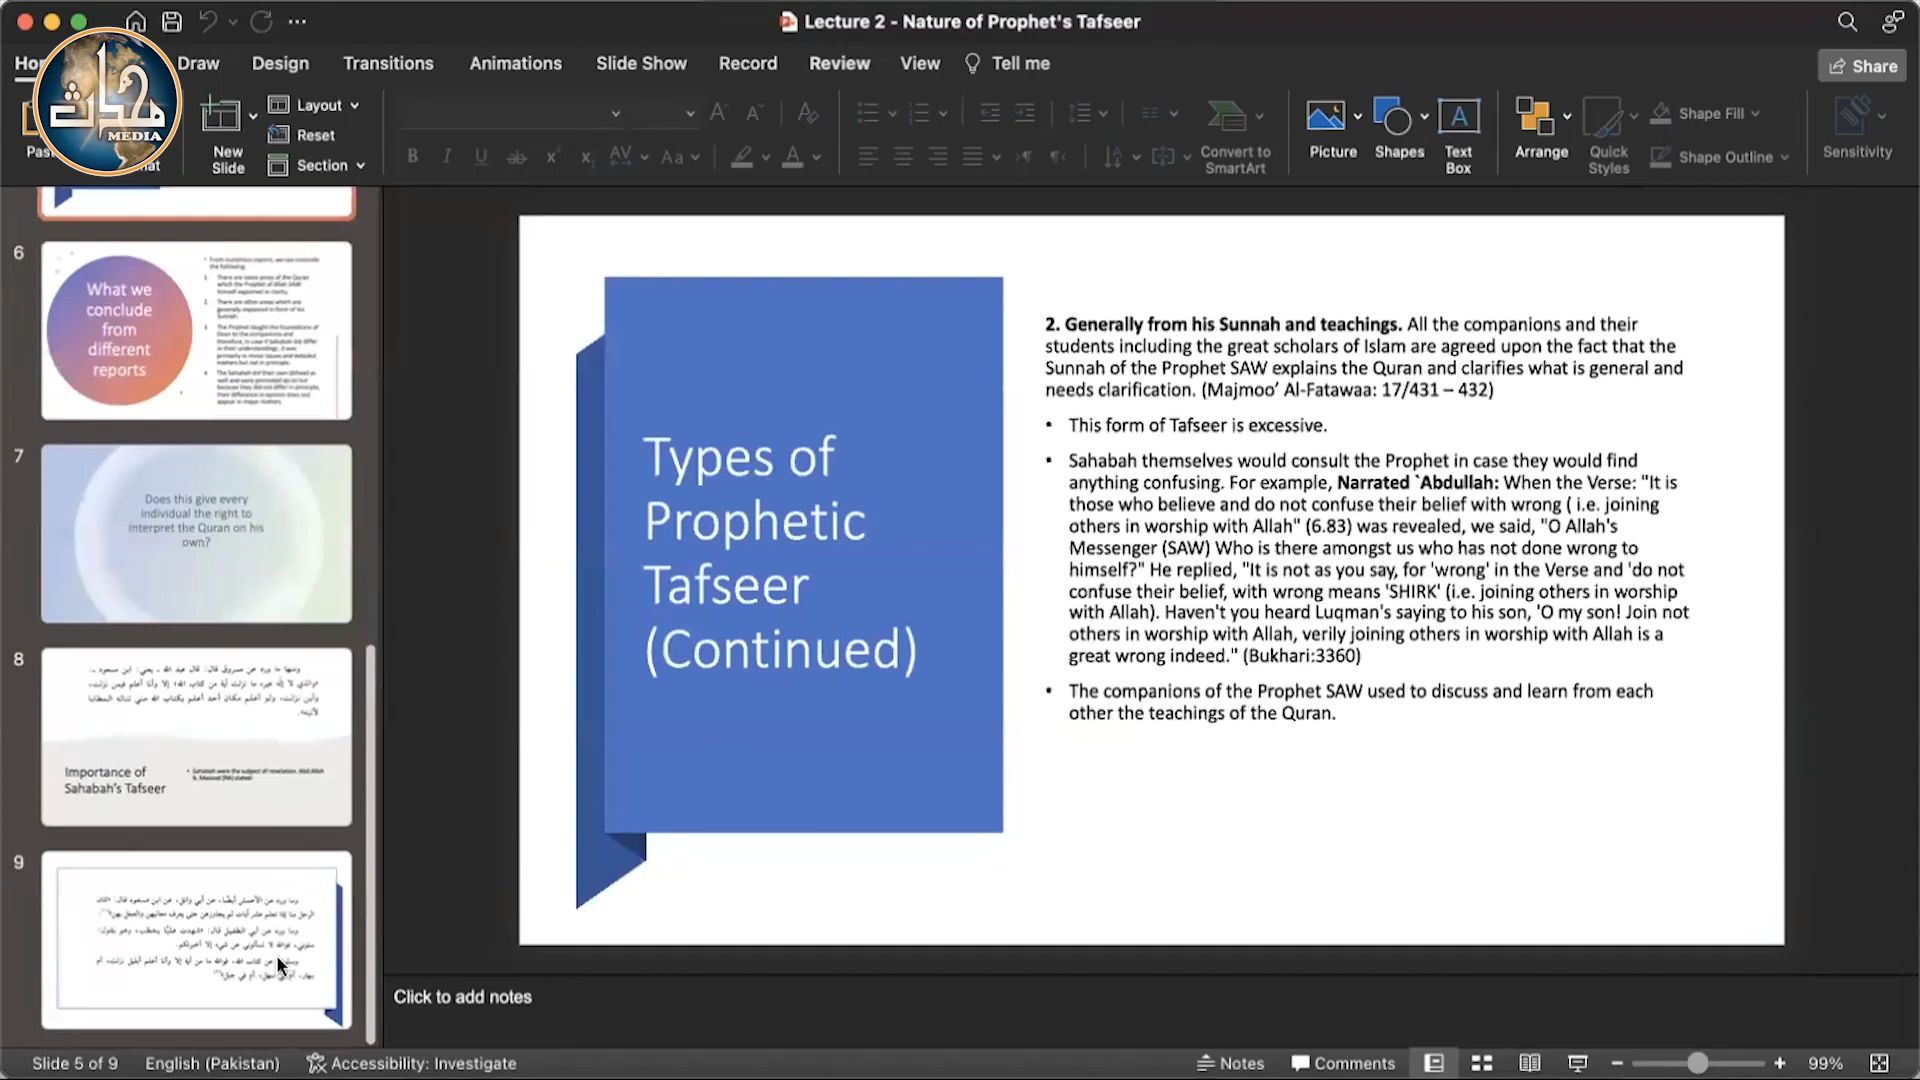 Lecture 2 - Nature of Prophet's Tafseer
Draw
Design
Transitions
Animations
Slide Show
Record
Review
View
Tell me
Share
هدایت
MEDIA
New
Slide
Layout
Reset
Section
Convert to
SmartArt
Picture
Shapes
Text
Box
Arrange
Quick
Styles
Shape Fill
Shape Outline
Sensitivity
6
What we
conclude
from
different
reports
7
Does this give every
individual the right to
interpret the Quran on his
own?
8
Importance of
Sahabah's Tafseer
9
Types of
Prophetic
Tafseer
(Continued)
2. Generally from his Sunnah and teachings. All the companions and their
students including the great scholars of Islam are agreed upon the fact that the
Sunnah of the Prophet SAW explains the Quran and clarifies what is general and
needs clarification. (Majmoo' Al-Fatawaa: 17/431 – 432)
• This form of Tafseer is excessive.
• Sahabah themselves would consult the Prophet in case they would find
anything confusing. For example, Narrated `Abdullah: When the Verse: "It is
those who believe and do not confuse their belief with wrong ( i.e. joining
others in worship with Allah" (6.83) was revealed, we said, "O Allah's
Messenger (SAW) Who is there amongst us who has not done wrong to
himself?" He replied, "It is not as you say, for 'wrong' in the Verse and 'do not
confuse their belief, with wrong means 'SHIRK' (i.e. joining others in worship
with Allah). Haven't you heard Luqman's saying to his son, 'O my son! Join not
others in worship with Allah, verily joining others in worship with Allah is a
great wrong indeed." (Bukhari:3360)
• The companions of the Prophet SAW used to discuss and learn from each
other the teachings of the Quran.
Click to add notes
Slide 5 of 9
English (Pakistan)
Accessibility: Investigate
Notes
Comments
99%